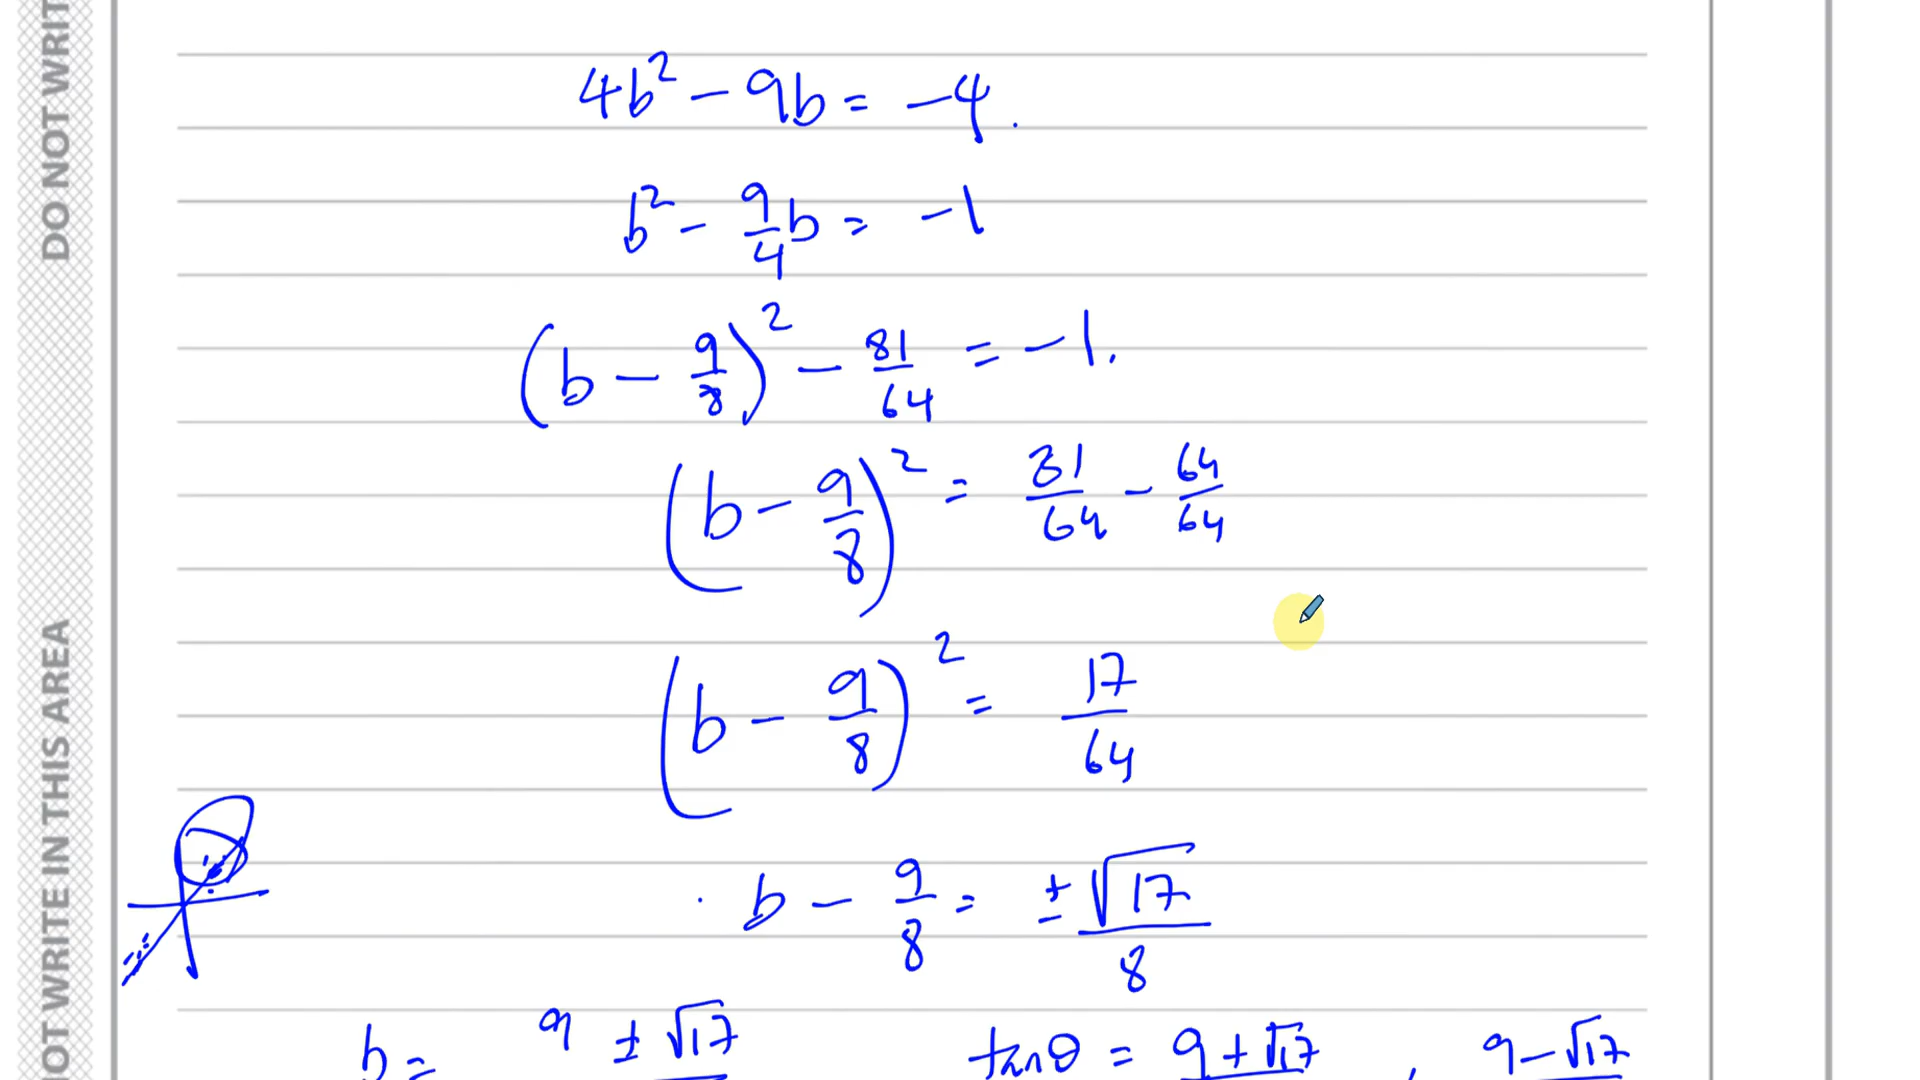 DO NOT WRIT
OT WRITE IN THIS AREA
4b² − 9b = −4.
b² − 9/4 b = −1
(b − 9/8)² − 81/64 = −1.
(b − 9/8)² = 81/64 − 64/64
(b − 9/8)² = 17/64
. b − 9/8 = ±√17/8
b = 9 ± √17
tanθ = 9 + √17 , 9 − √17